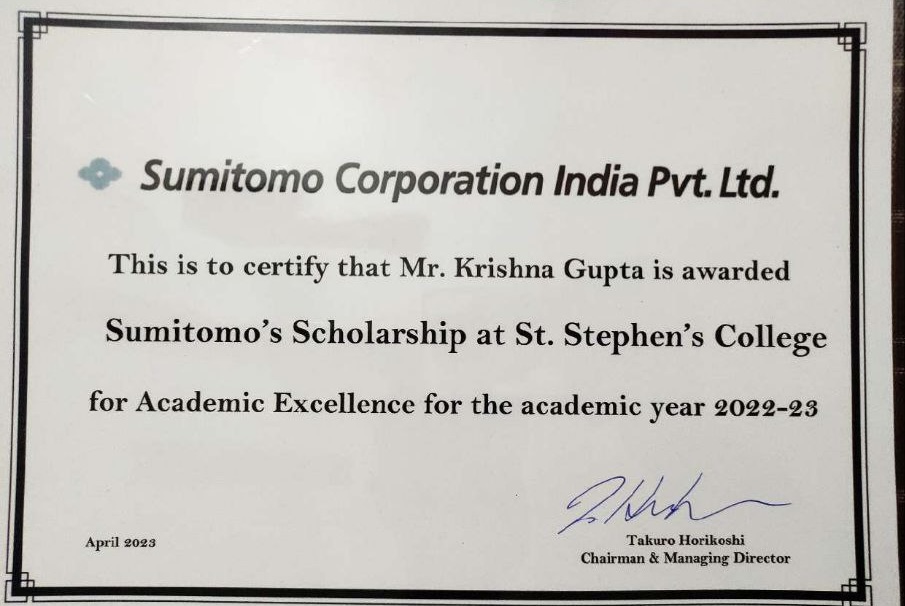 Sumitomo Corporation India Pvt. Ltd.
This is to certify that Mr. Krishna Gupta is awarded
Sumitomo's Scholarship at St. Stephen's College
for Academic Excellence for the academic year 2022-23
April 2023
Takuro Horikoshi
Chairman & Managing Director